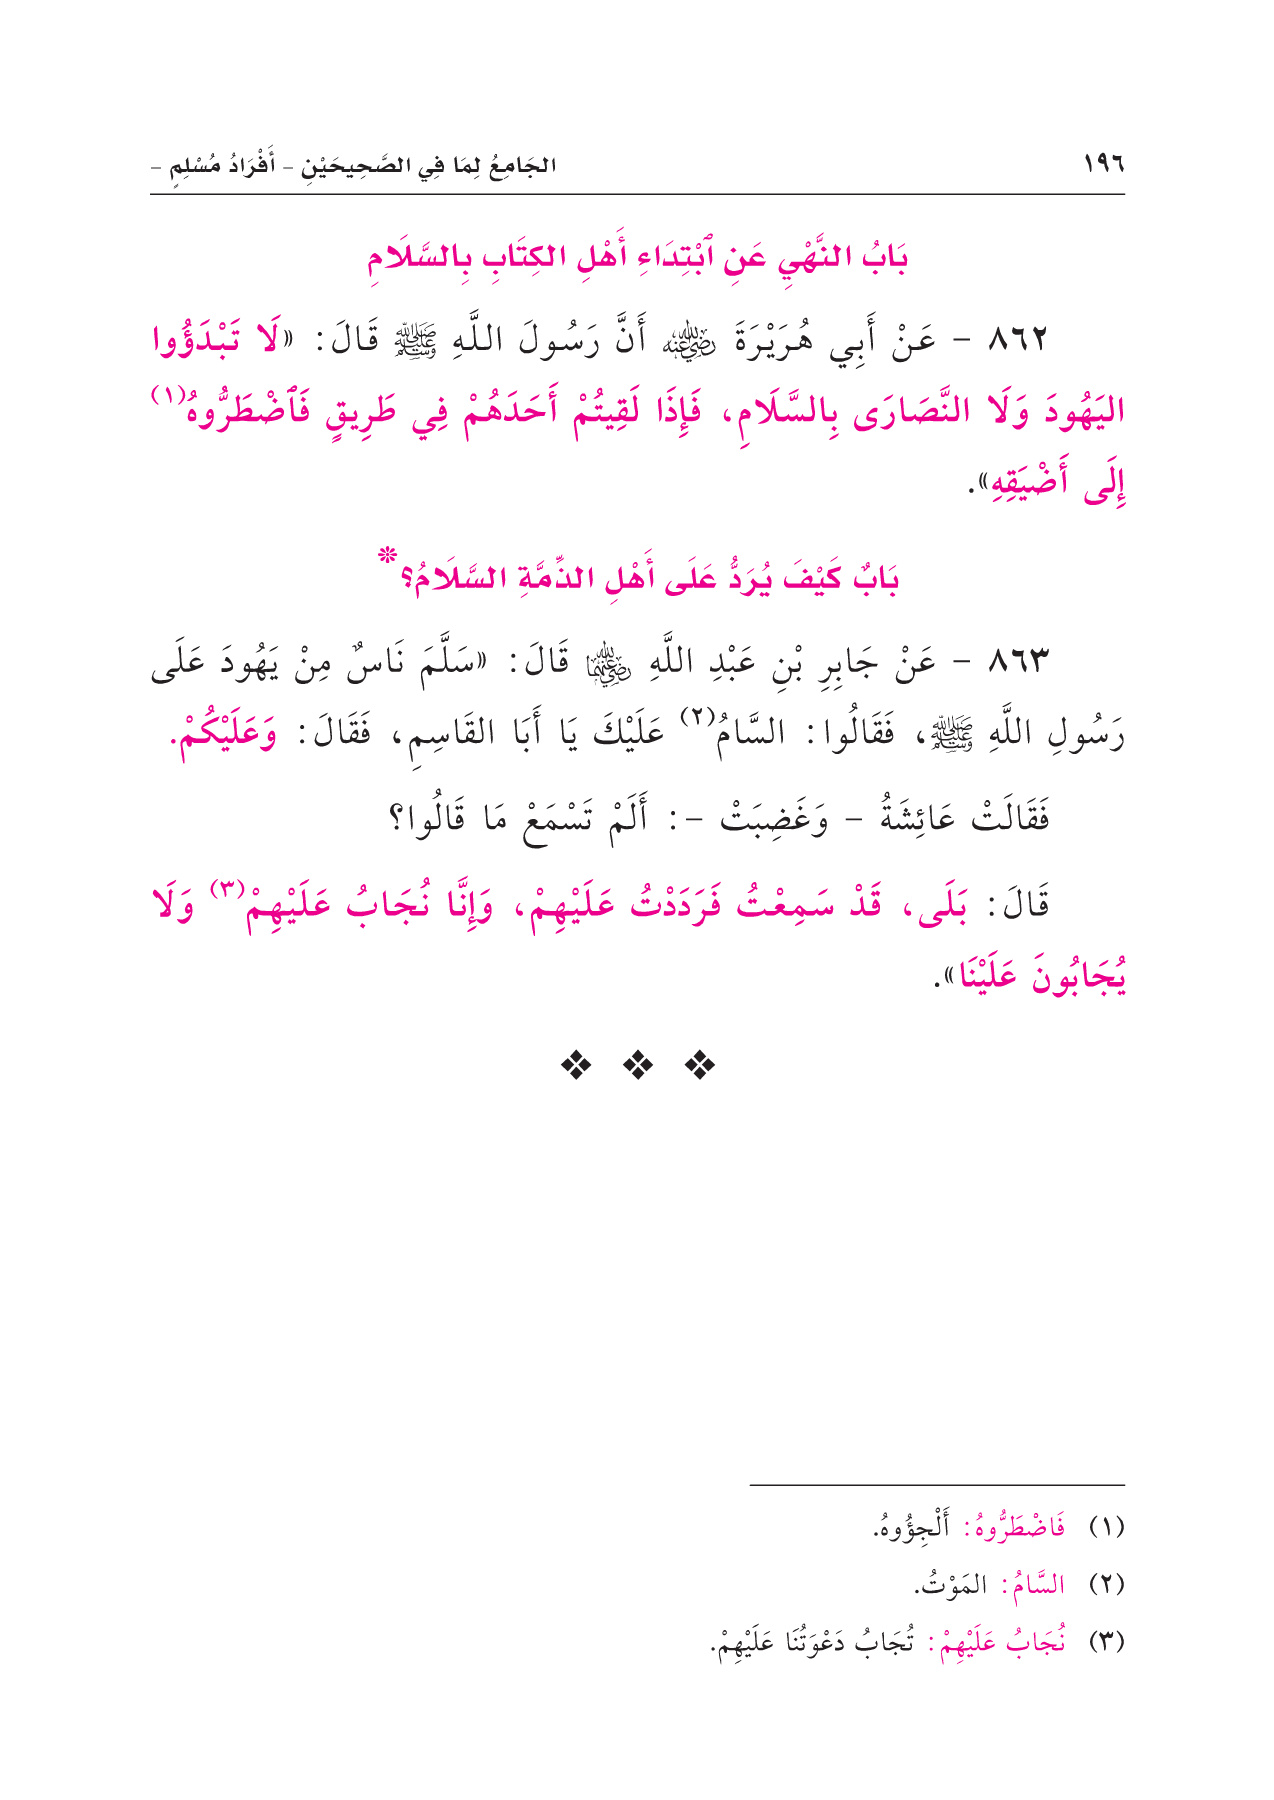 ١٩٦
الجَامِعُ لِمَا فِي الصَّحِيحَيْنِ - أَفْرَادُ مُسْلِمٍ -
بَابُ النَّهْيِ عَنِ ٱبْتِدَاءِ أَهْلِ الكِتَابِ بِالسَّلَامِ
٨٦٢ - عَنْ أَبِي هُرَيْرَةَ رضي الله عنه أَنَّ رَسُولَ اللَّهِ ﷺ قَالَ: «لَا تَبْدَؤُوا
اليَهُودَ وَلَا النَّصَارَى بِالسَّلَامِ، فَإِذَا لَقِيتُمْ أَحَدَهُمْ فِي طَرِيقٍ فَٱضْطَرُّوهُ(١)
إِلَى أَضْيَقِهِ».
بَابٌ كَيْفَ يُرَدُّ عَلَى أَهْلِ الذِّمَّةِ السَّلَامُ؟*
٨٦٣ - عَنْ جَابِرِ بْنِ عَبْدِ اللَّهِ رضي الله عنهما قَالَ: «سَلَّمَ نَاسٌ مِنْ يَهُودَ عَلَى
رَسُولِ اللَّهِ ﷺ، فَقَالُوا: السَّامُ(٢) عَلَيْكَ يَا أَبَا القَاسِمِ، فَقَالَ: وَعَلَيْكُمْ.
فَقَالَتْ عَائِشَةُ - وَغَضِبَتْ -: أَلَمْ تَسْمَعْ مَا قَالُوا؟
قَالَ: بَلَى، قَدْ سَمِعْتُ فَرَدَدْتُ عَلَيْهِمْ، وَإِنَّا نُجَابُ عَلَيْهِمْ(٣) وَلَا
يُجَابُونَ عَلَيْنَا».
(١) فَاضْطَرُّوهُ: أَلْجِؤُوهُ.
(٢) السَّامُ: المَوْتُ.
(٣) نُجَابُ عَلَيْهِمْ: تُجَابُ دَعْوَتُنَا عَلَيْهِمْ.